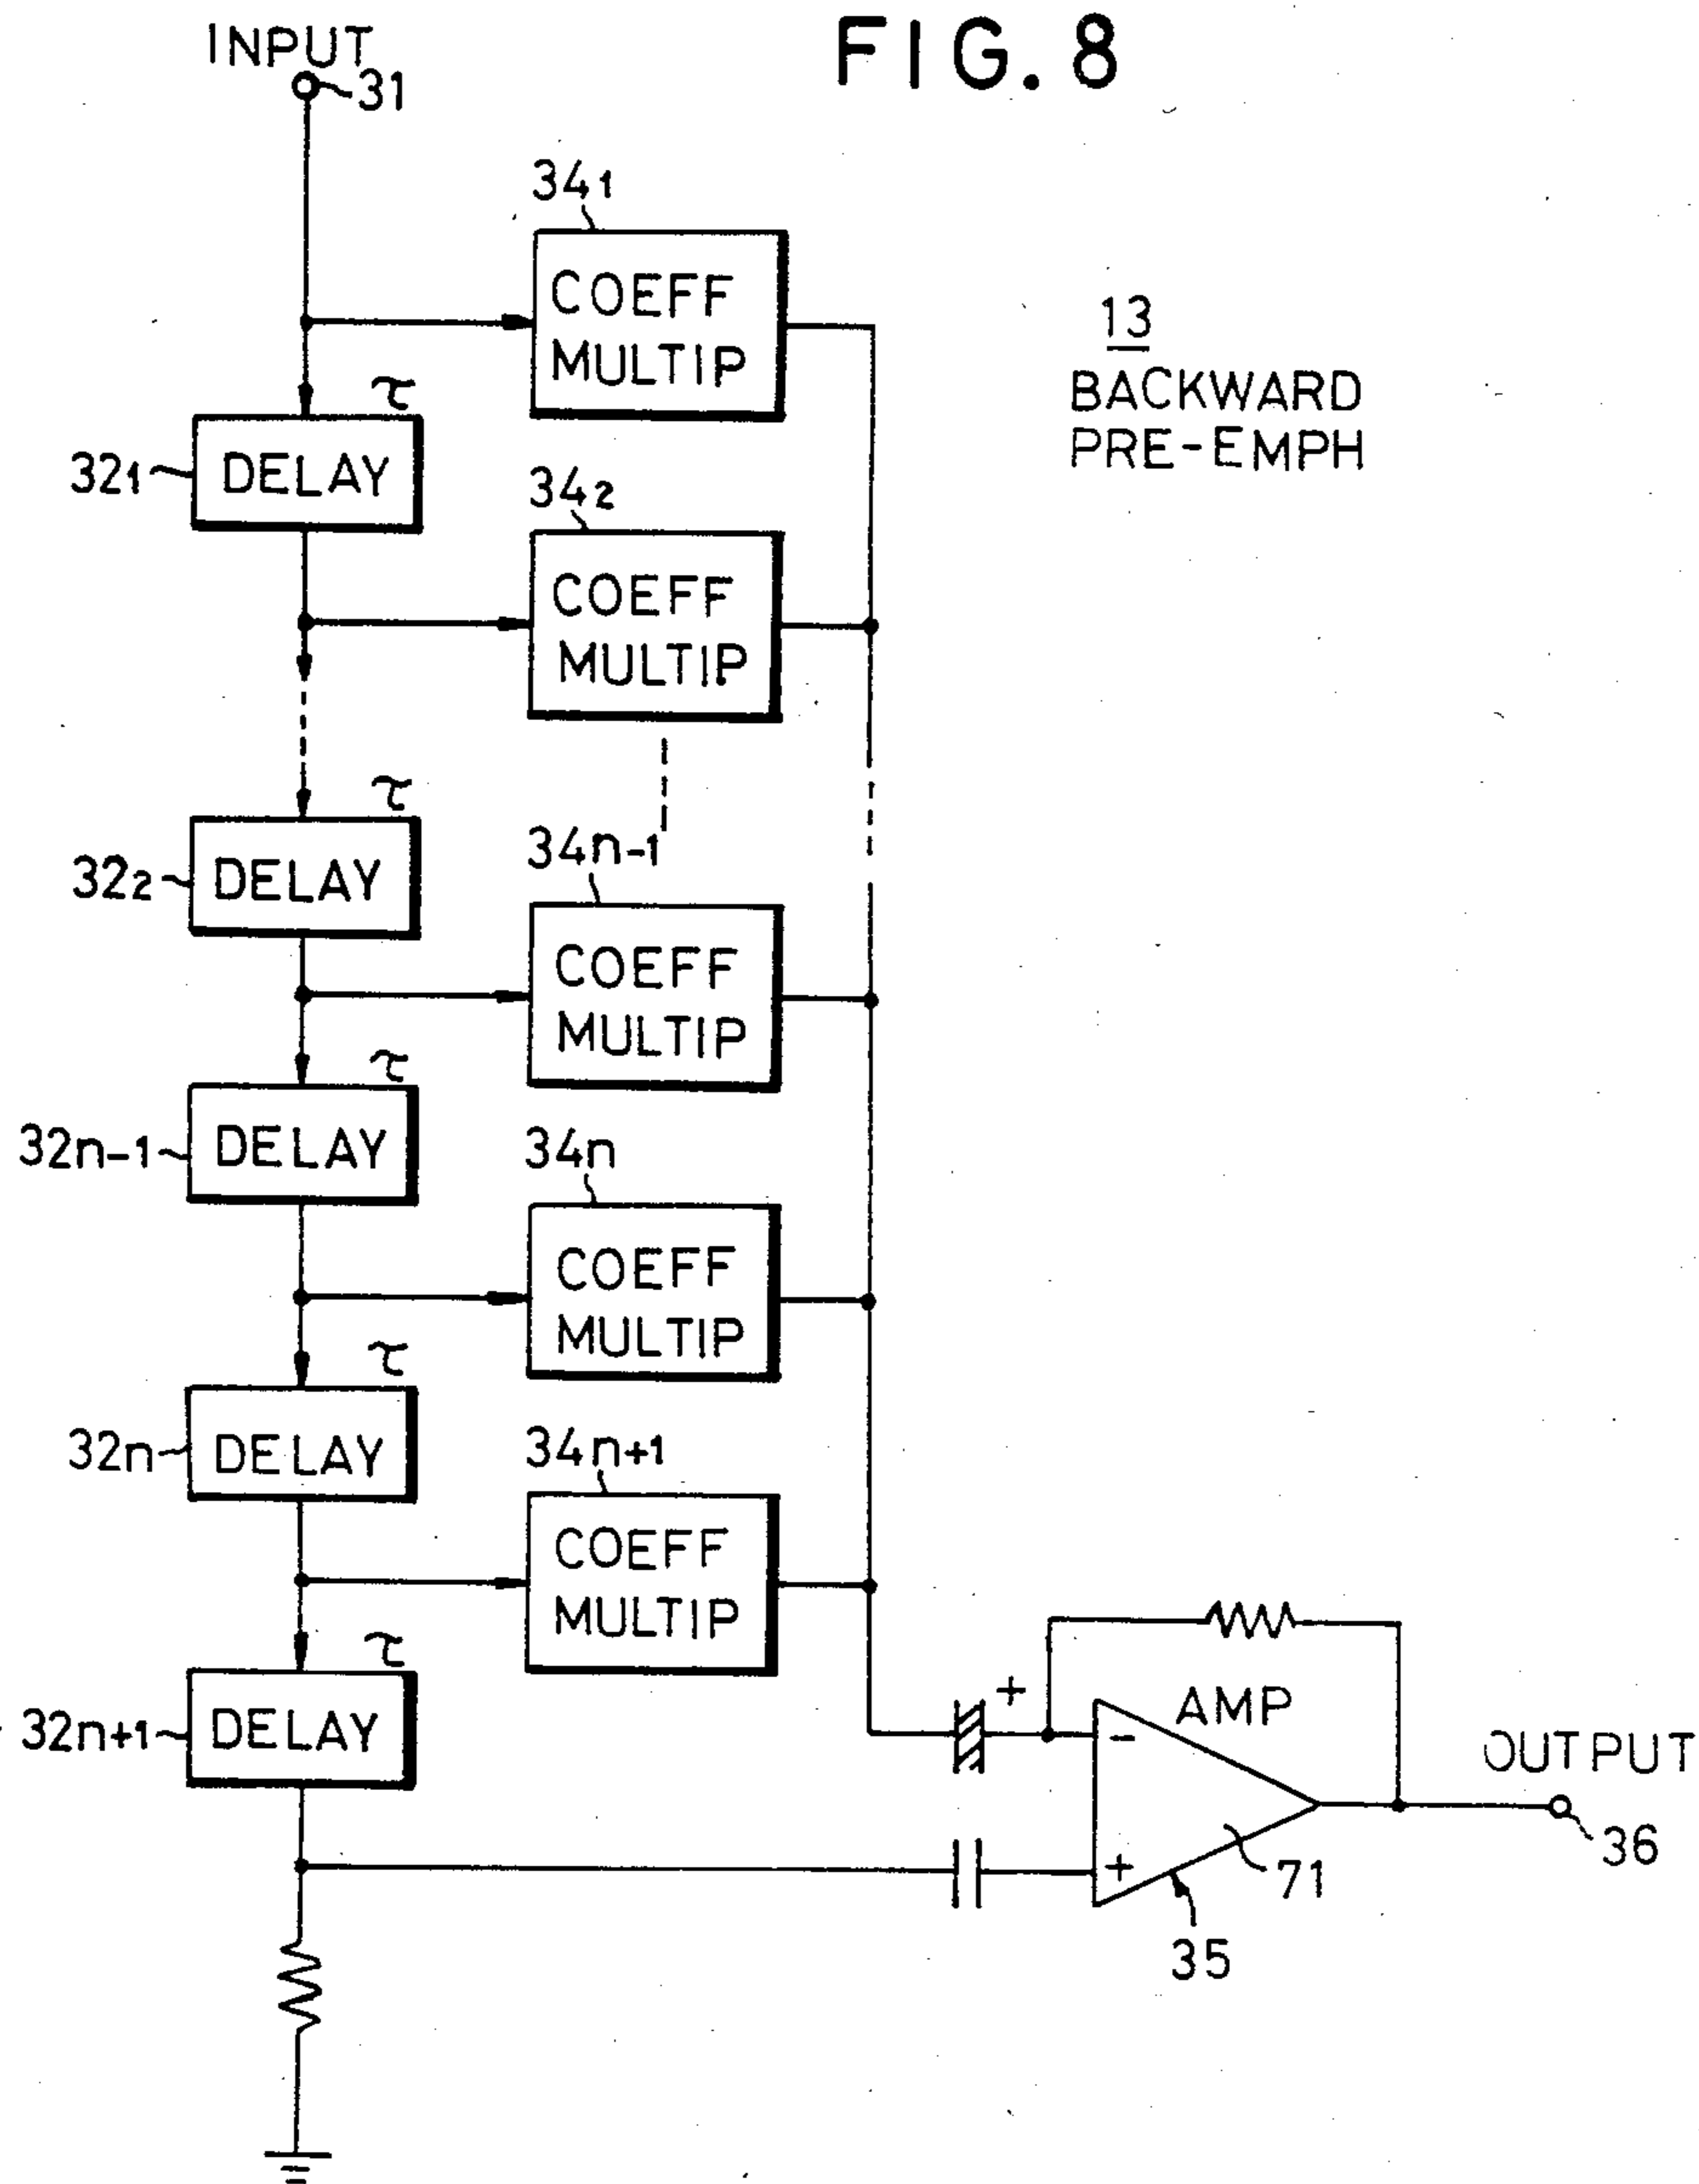 FIG. 8
INPUT
31
34₁
COEFF
MULTIP
13
BACKWARD
PRE-EMPH
τ
32₁
DELAY
34₂
COEFF
MULTIP
τ
32₂
DELAY
34n-1
COEFF
MULTIP
τ
32n-1
DELAY
34n
COEFF
MULTIP
τ
32n
DELAY
34n+1
COEFF
MULTIP
τ
32n+1
DELAY
+
AMP
-
+
OUTPUT
36
71
35